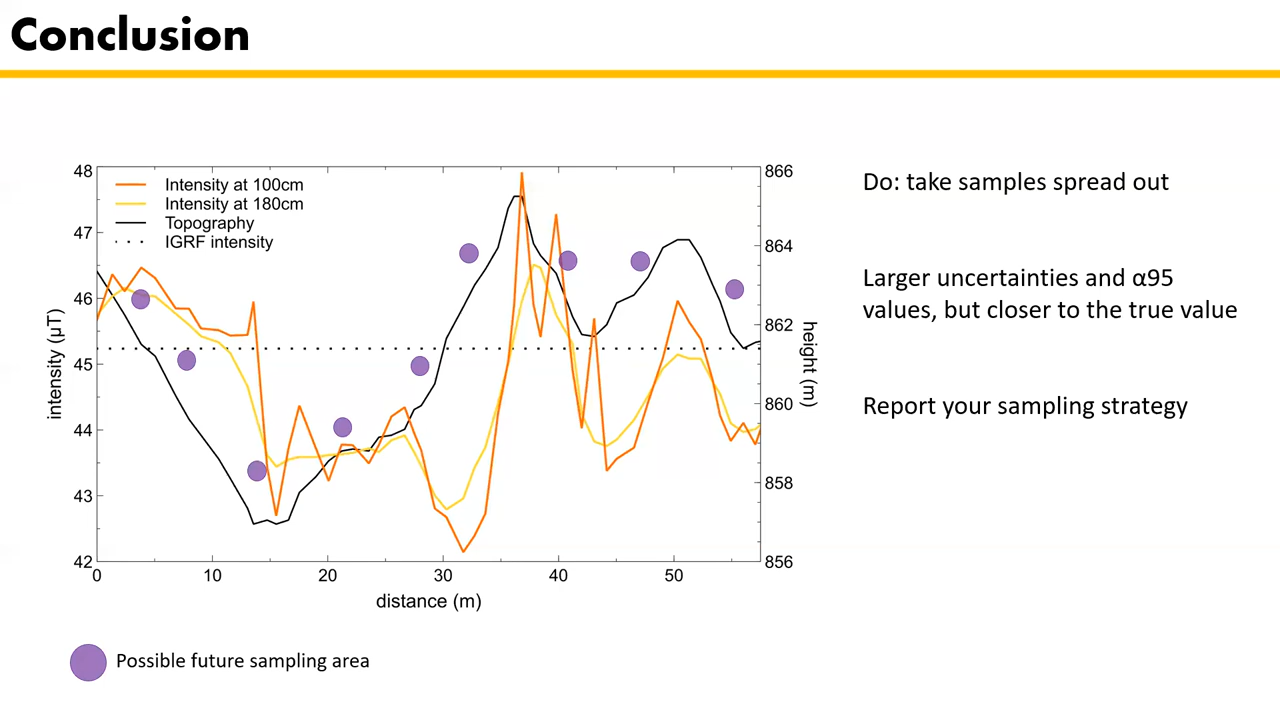 Conclusion
48
47
46
45
44
43
42
intensity (μT)
Intensity at 100cm
Intensity at 180cm
Topography
IGRF intensity
866
864
862
860
858
856
height (m)
0 10 20 30 40 50
distance (m)
Possible future sampling area
Do: take samples spread out
Larger uncertainties and α95
values, but closer to the true value
Report your sampling strategy